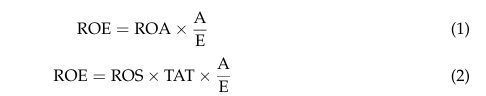 ROE = ROA × A/E (1)
ROE = ROS × TAT × A/E (2)